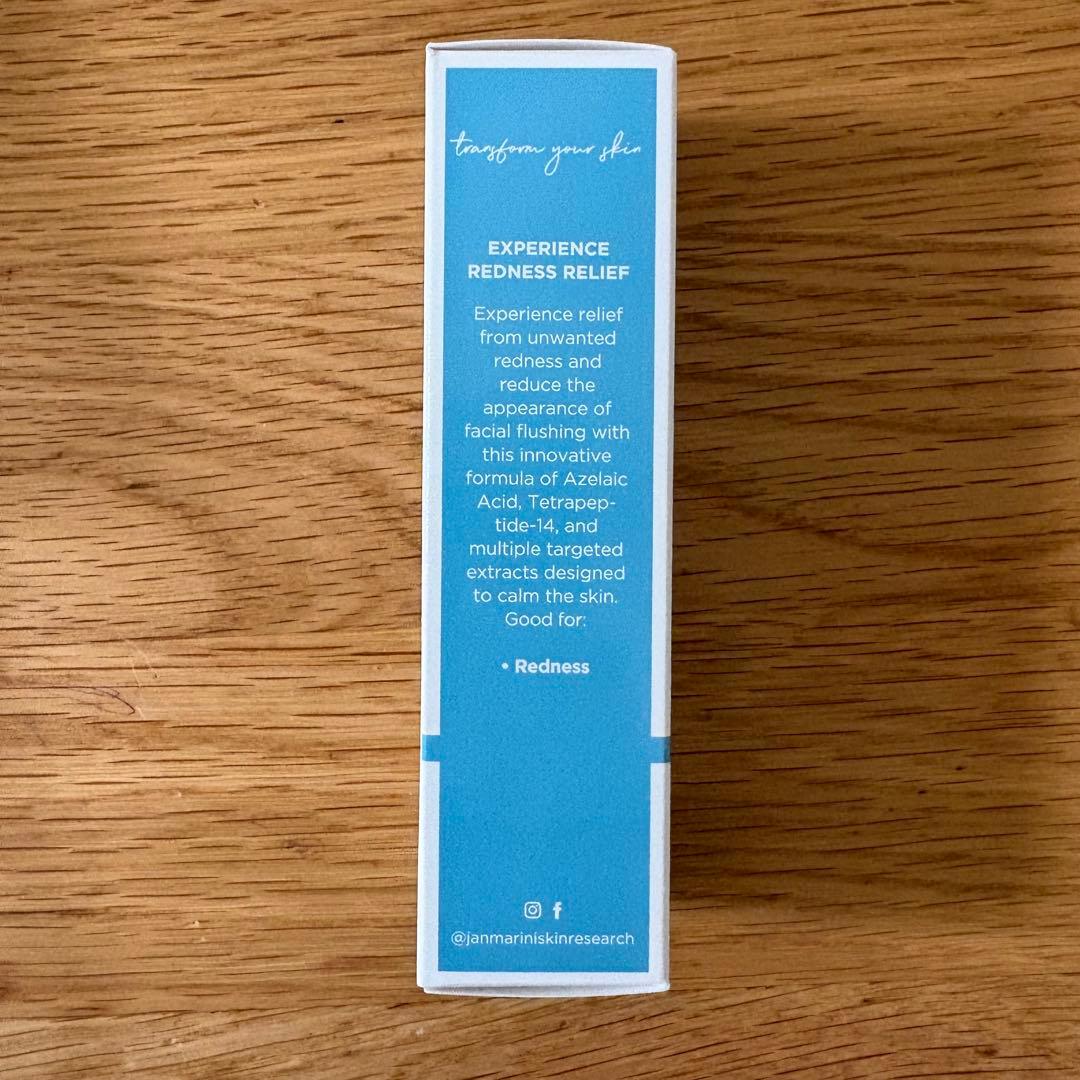 transform your skin
EXPERIENCE
REDNESS RELIEF
Experience relief
from unwanted
redness and
reduce the
appearance of
facial flushing with
this innovative
formula of Azelaic
Acid, Tetrapep-
tide-14, and
multiple targeted
extracts designed
to calm the skin.
Good for:
• Redness
@janmariniskinresearch